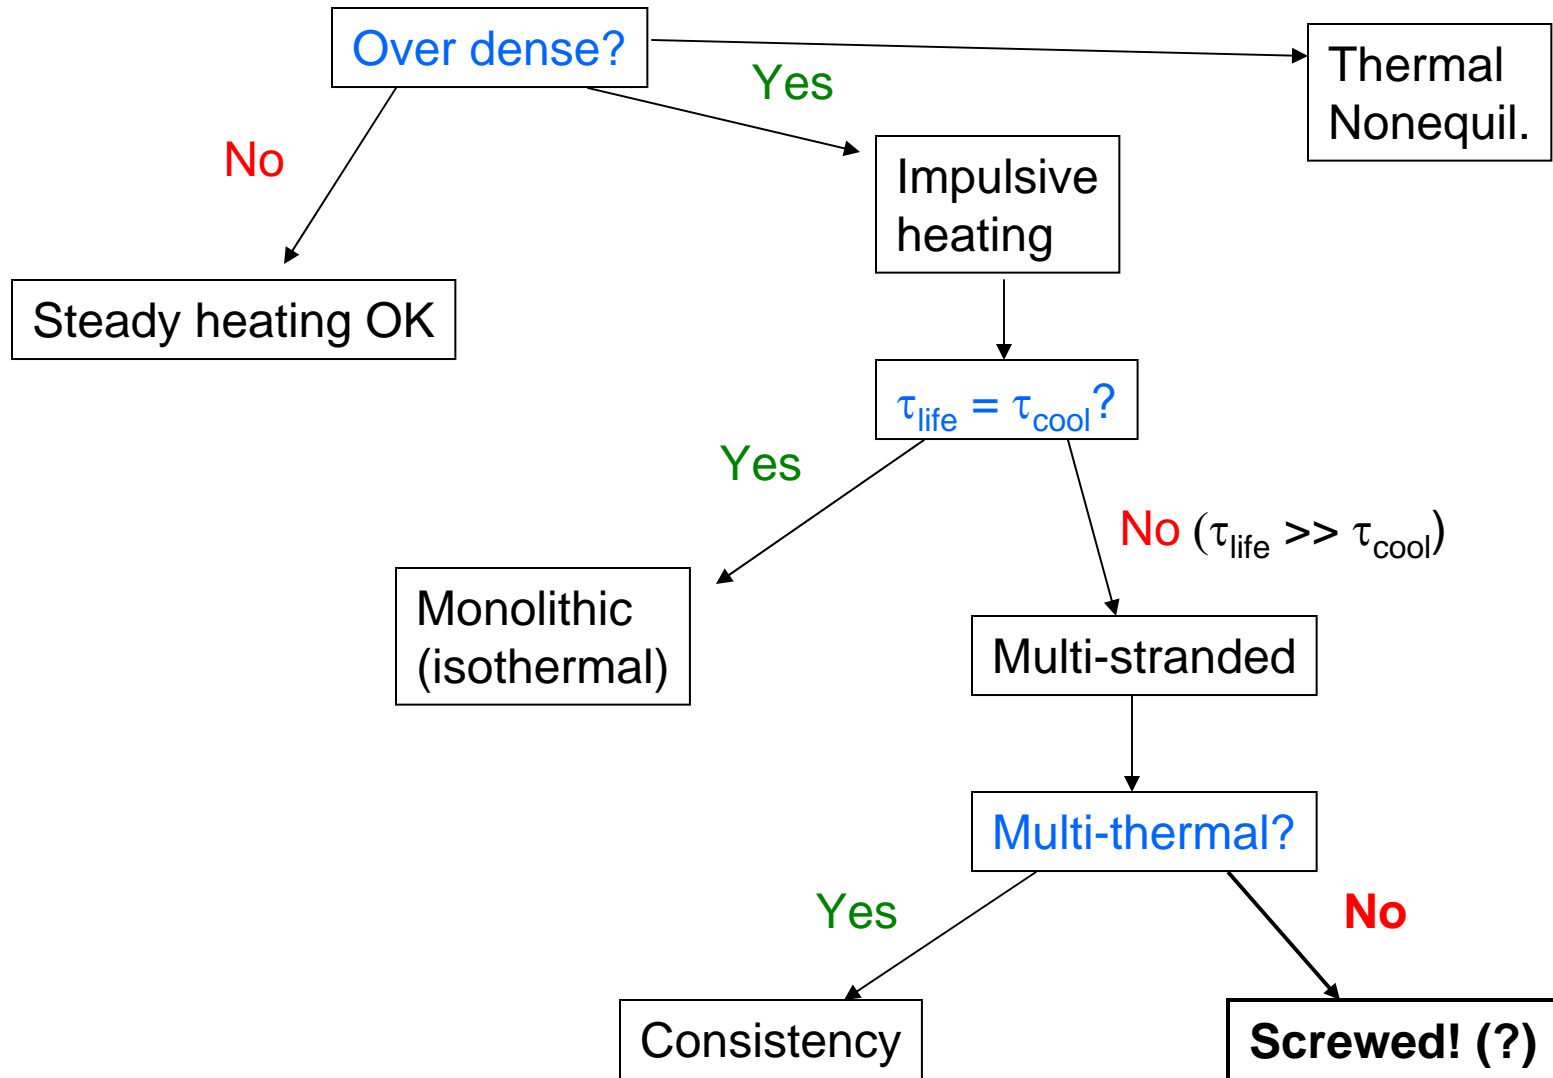 Over dense?
Yes
No
Thermal
Nonequil.
Impulsive
heating
Steady heating OK
τlife = τcool?
Yes
No (τlife >> τcool)
Monolithic
(isothermal)
Multi-stranded
Multi-thermal?
Yes
No
Consistency
Screwed! (?)